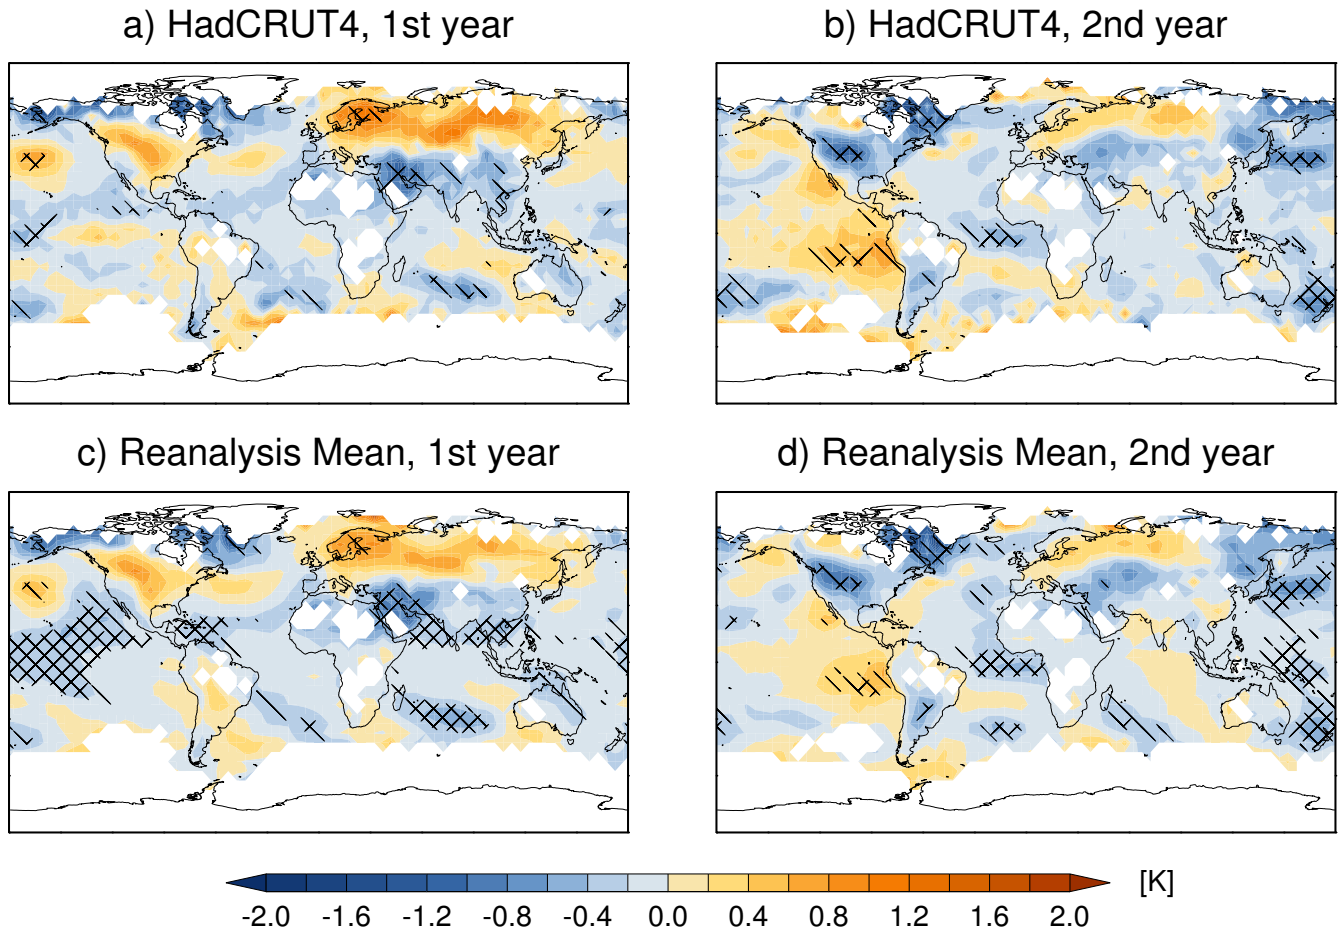 a) HadCRUT4, 1st year
b) HadCRUT4, 2nd year
c) Reanalysis Mean, 1st year
d) Reanalysis Mean, 2nd year
[K]
-2.0 -1.6 -1.2 -0.8 -0.4 0.0 0.4 0.8 1.2 1.6 2.0